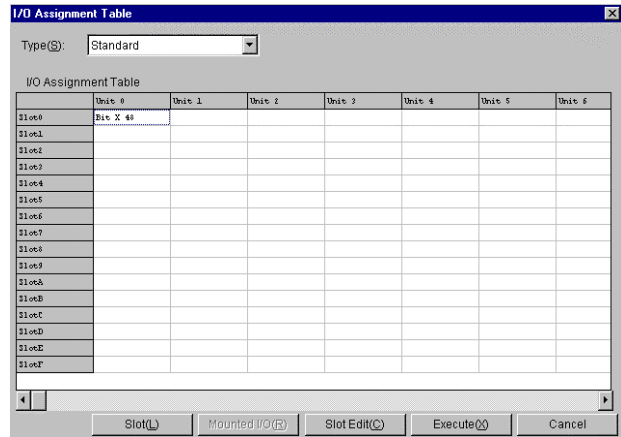 I/O Assignment Table
Type(S): Standard
I/O Assignment Table
Unit 0 Unit 1 Unit 2 Unit 3 Unit 4 Unit 5 Unit 6
Slot0 Bit X 48
Slot1
Slot2
Slot3
Slot4
Slot5
Slot6
Slot7
Slot8
Slot9
SlotA
SlotB
SlotC
SlotD
SlotE
SlotF
Slot(L) Mounted I/O(R) Slot Edit(C) Execute(X) Cancel